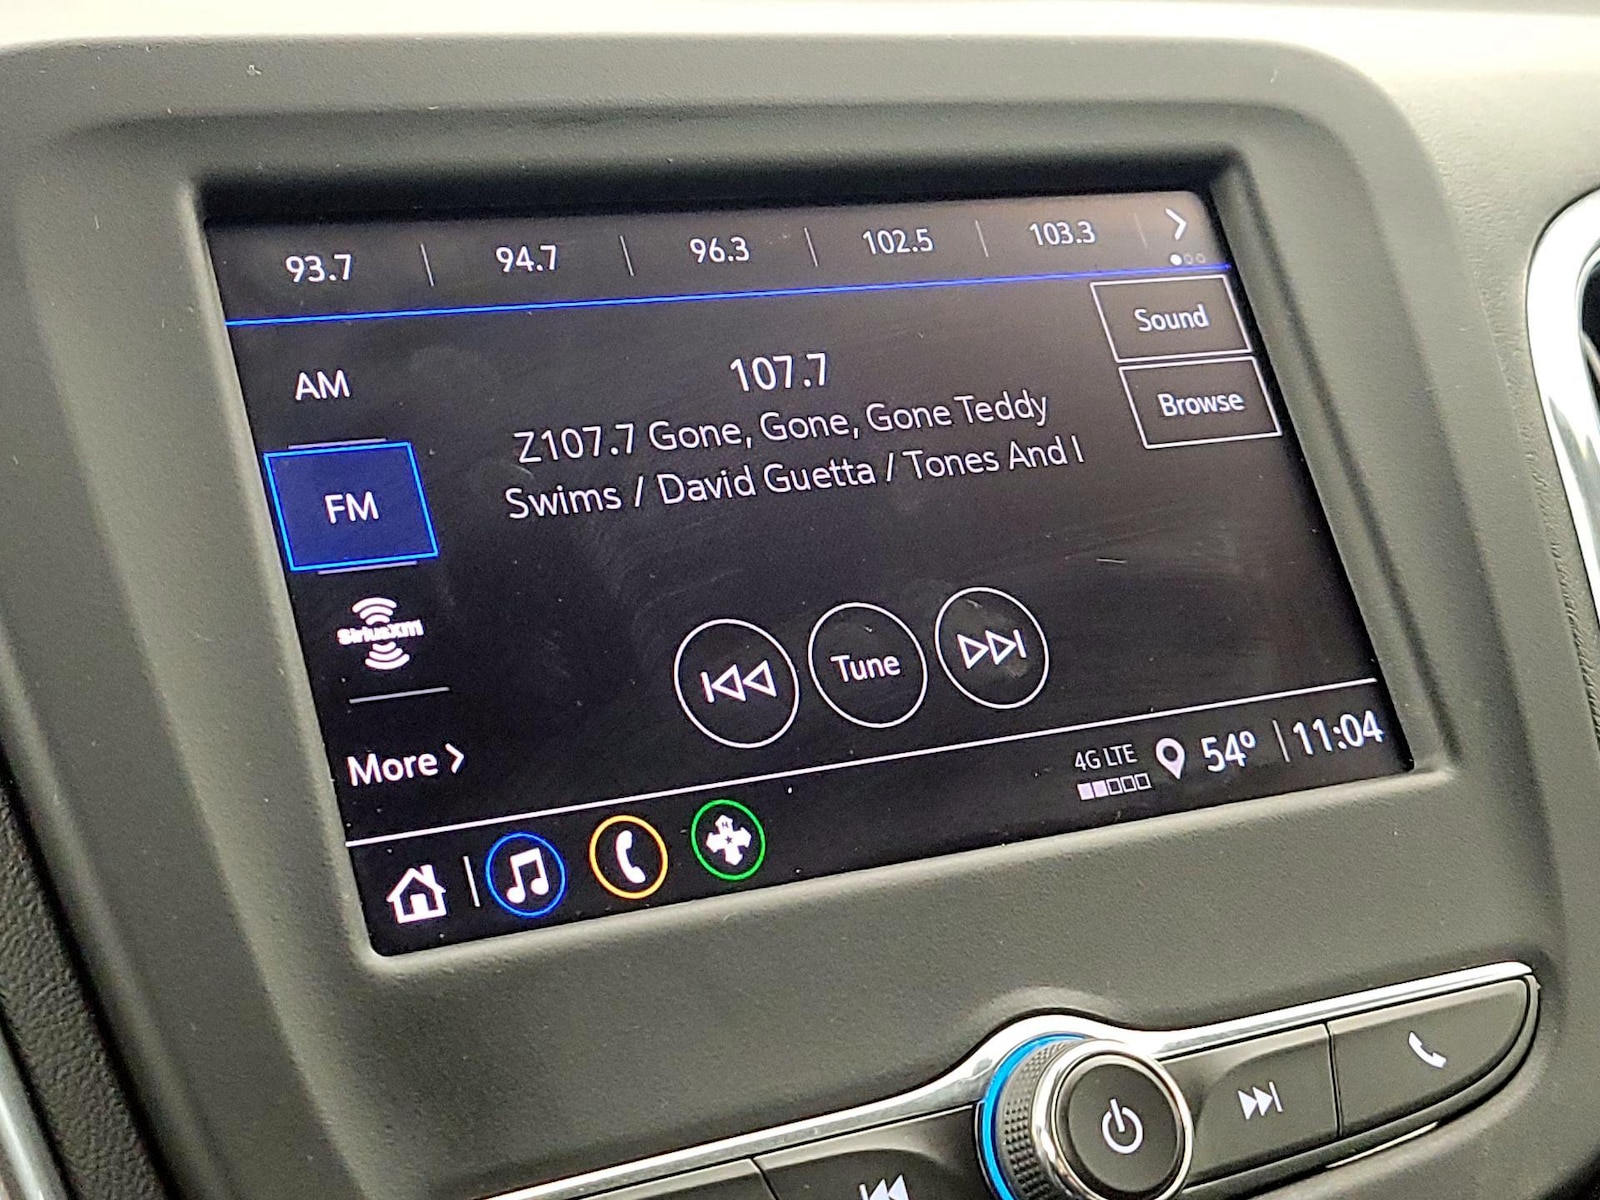 93.7 94.7 96.3 102.5 103.3
Sound
AM
107.7
Browse
Z107.7 Gone, Gone, Gone Teddy
Swims / David Guetta / Tones And I
FM
SiriusXM
Tune
More
4G LTE 54° 11:04
N